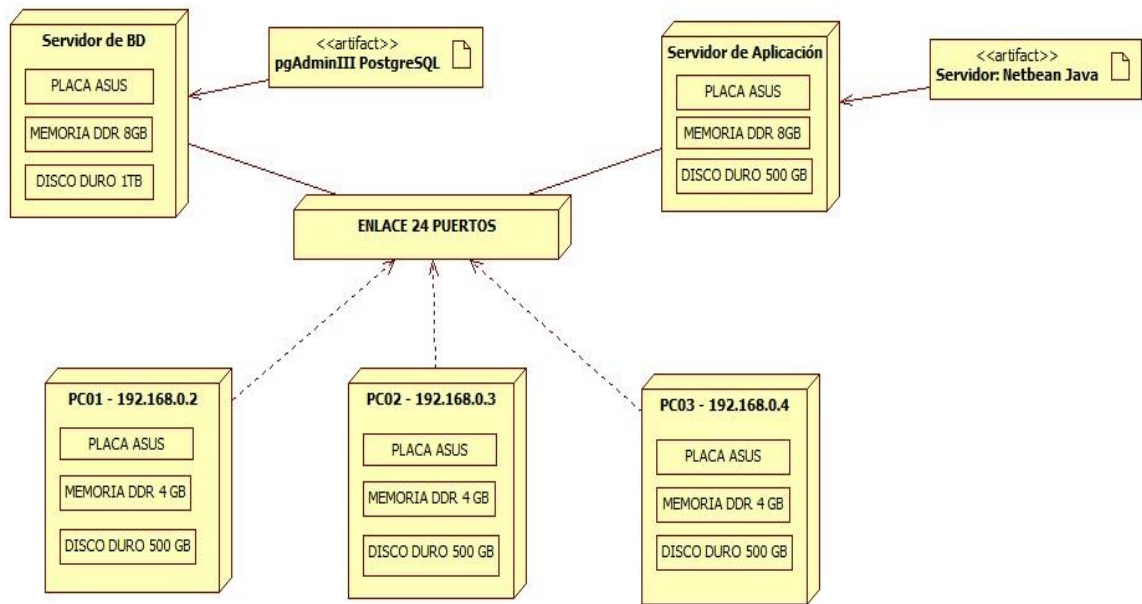 Servidor de BD
PLACA ASUS
MEMORIA DDR 8GB
DISCO DURO 1TB
<<artifact>>
pgAdminIII PostgreSQL
Servidor de Aplicación
PLACA ASUS
MEMORIA DDR 8GB
DISCO DURO 500 GB
<<artifact>>
Servidor: Netbean Java
ENLACE 24 PUERTOS
PC01 - 192.168.0.2
PLACA ASUS
MEMORIA DDR 4 GB
DISCO DURO 500 GB
PC02 - 192.168.0.3
PLACA ASUS
MEMORIA DDR 4 GB
DISCO DURO 500 GB
PC03 - 192.168.0.4
PLACA ASUS
MEMORIA DDR 4 GB
DISCO DURO 500 GB